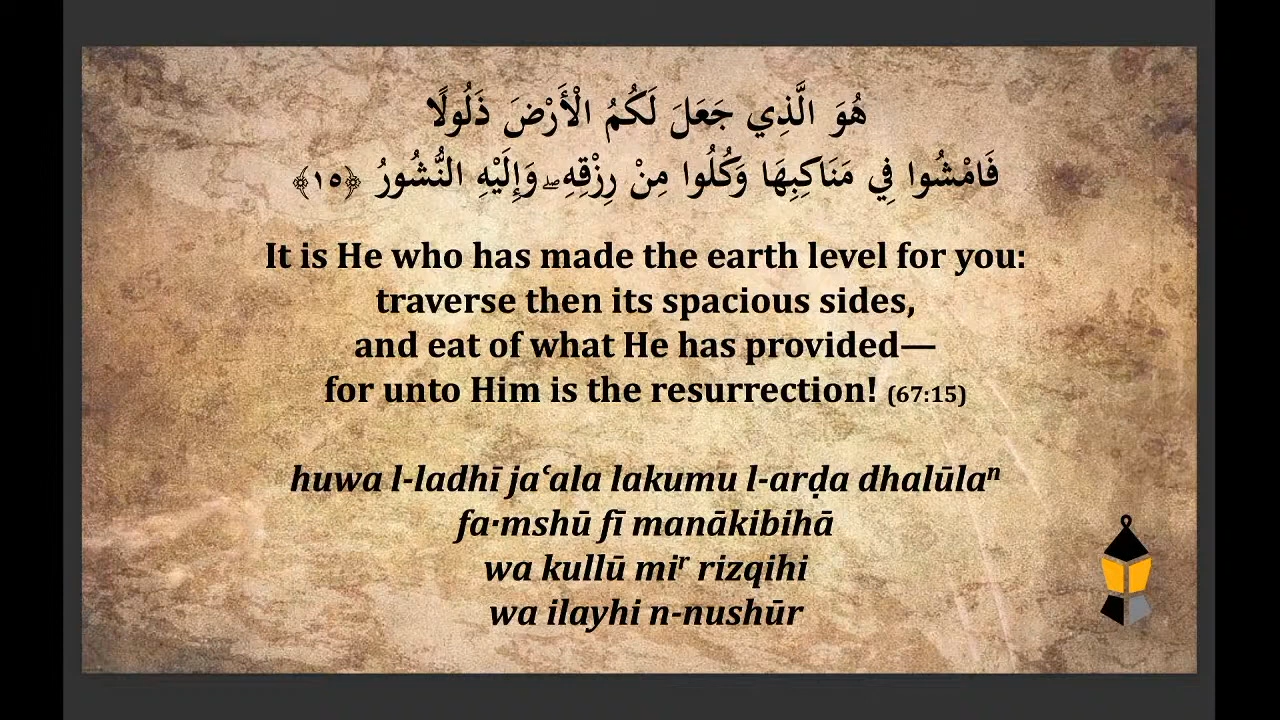 هُوَ الَّذِي جَعَلَ لَكُمُ الْأَرْضَ ذَلُولًا
فَامْشُوا فِي مَنَاكِبِهَا وَكُلُوا مِنْ رِزْقِهِ ۖ وَإِلَيْهِ النُّشُورُ ﴿١٥﴾
It is He who has made the earth level for you:
traverse then its spacious sides,
and eat of what He has provided—
for unto Him is the resurrection! (67:15)
huwa l-ladhī jaʿala lakumu l-arḍa dhalūlaⁿ
fa·mshū fī manākibihā
wa kullū miʳ rizqihi
wa ilayhi n-nushūr